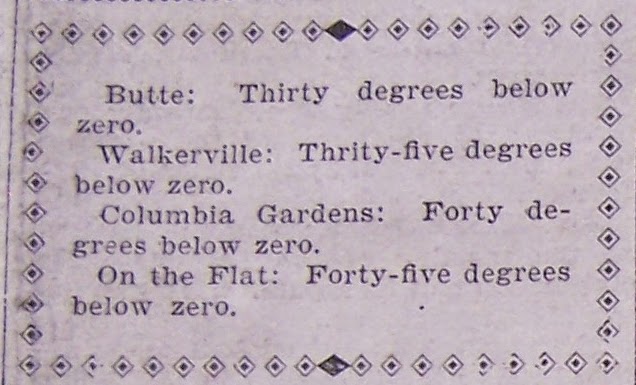 Butte: Thirty degrees below
zero.
Walkerville: Thrity-five degrees
below zero.
Columbia Gardens: Forty de-
grees below zero.
On the Flat: Forty-five degrees
below zero.